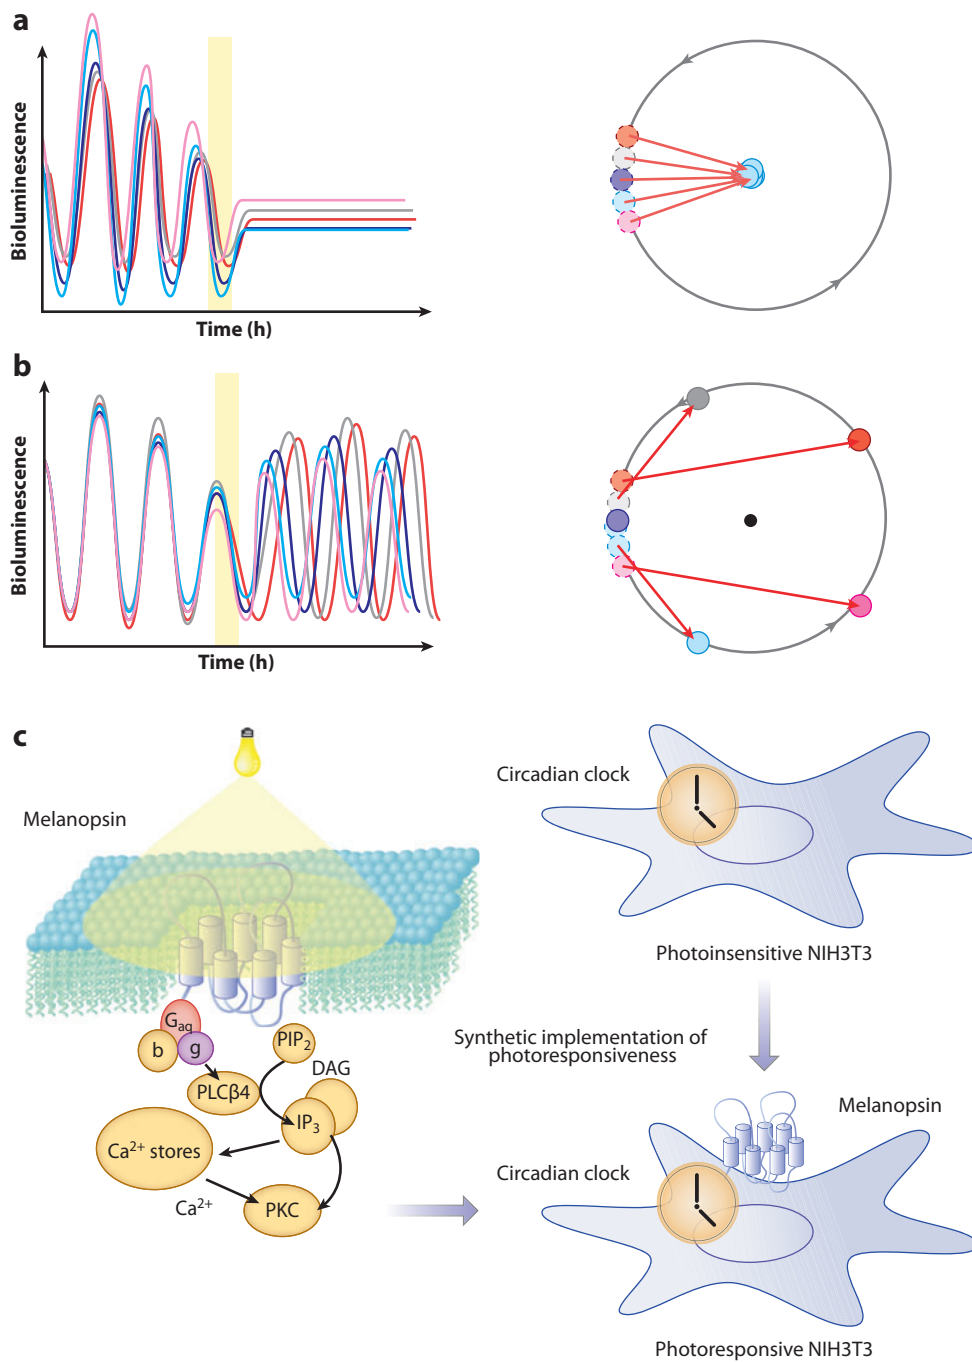 a
Bioluminescence
Time (h)
b
Bioluminescence
Time (h)
c
Melanopsin
G_aq
b
g
PIP₂
DAG
PLCβ4
IP₃
Ca²⁺ stores
Ca²⁺
PKC
Circadian clock
Photoinsensitive NIH3T3
Synthetic implementation of
photoresponsiveness
Melanopsin
Circadian clock
Photoresponsive NIH3T3